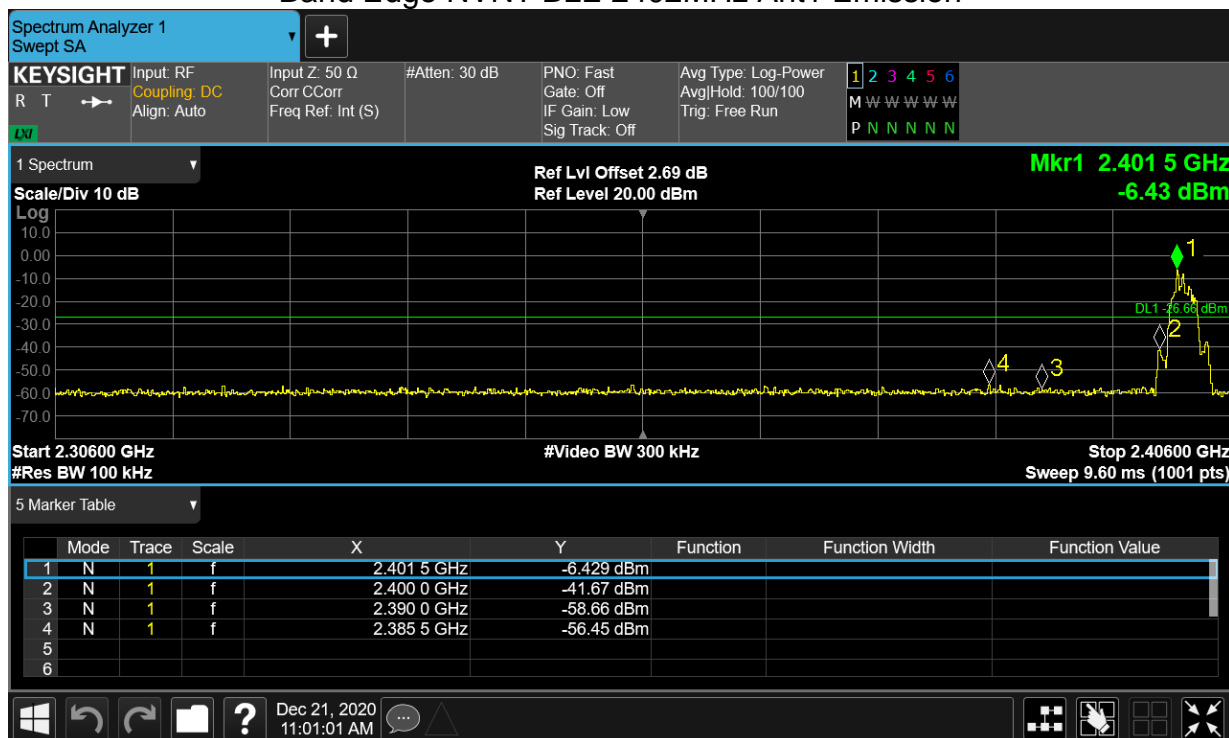 Spectrum Analyzer 1
Swept SA
KEYSIGHT Input: RF Input Z: 50 Ω #Atten: 30 dB PNO: Fast Avg Type: Log-Power 1 2 3 4 5 6
R T Coupling: DC Corr CCorr Gate: Off Avg|Hold: 100/100 M W W W W W
Align: Auto Freq Ref: Int (S) IF Gain: Low Trig: Free Run
LXI Sig Track: Off P N N N N N
1 Spectrum Ref Lvl Offset 2.69 dB Mkr1 2.401 5 GHz
Scale/Div 10 dB Ref Level 20.00 dBm -6.43 dBm
Log
10.0
0.00
1
-10.0
-20.0
DL1 -26.66 dBm
-30.0
2
-40.0
-50.0
4 3
-60.0
-70.0
Start 2.30600 GHz #Video BW 300 kHz Stop 2.40600 GHz
#Res BW 100 kHz Sweep 9.60 ms (1001 pts)
5 Marker Table
Mode Trace Scale X Y Function Function Width Function Value
1 N 1 f 2.401 5 GHz -6.429 dBm
2 N 1 f 2.400 0 GHz -41.67 dBm
3 N 1 f 2.390 0 GHz -58.66 dBm
4 N 1 f 2.385 5 GHz -56.45 dBm
5
6
? Dec 21, 2020
11:01:01 AM